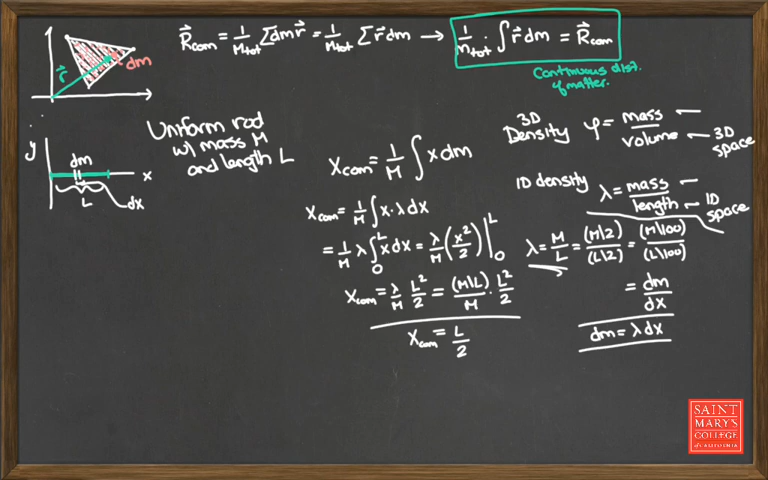 R⃗com = 1/Mtot Σdm r⃗ = 1/Mtot Σ r⃗ dm → 1/mtot · ∫ r⃗ dm = R⃗com
Continuous dist.
of matter.
r⃗
dm
Uniform rod
w/ mass M
and length L
y
dm
x
L
dx
Xcom = 1/M ∫ x dm
Xcom = 1/M ∫ x · λ dx
= 1/M λ ∫₀ᴸ x dx = λ/M (x²/2) |₀ᴸ
Xcom = λ/M L²/2 = (M\L)/M · L²/2
Xcom = L/2
3D
Density φ = mass/volume ← 3D
space
1D density λ = mass/length ← 1D
space
λ = M/L = (M\2)/(L\2) = (M\100)/(L\100)
= dm/dx
dm = λ dx
SAINT
MARY'S
COLLEGE
of CALIFORNIA